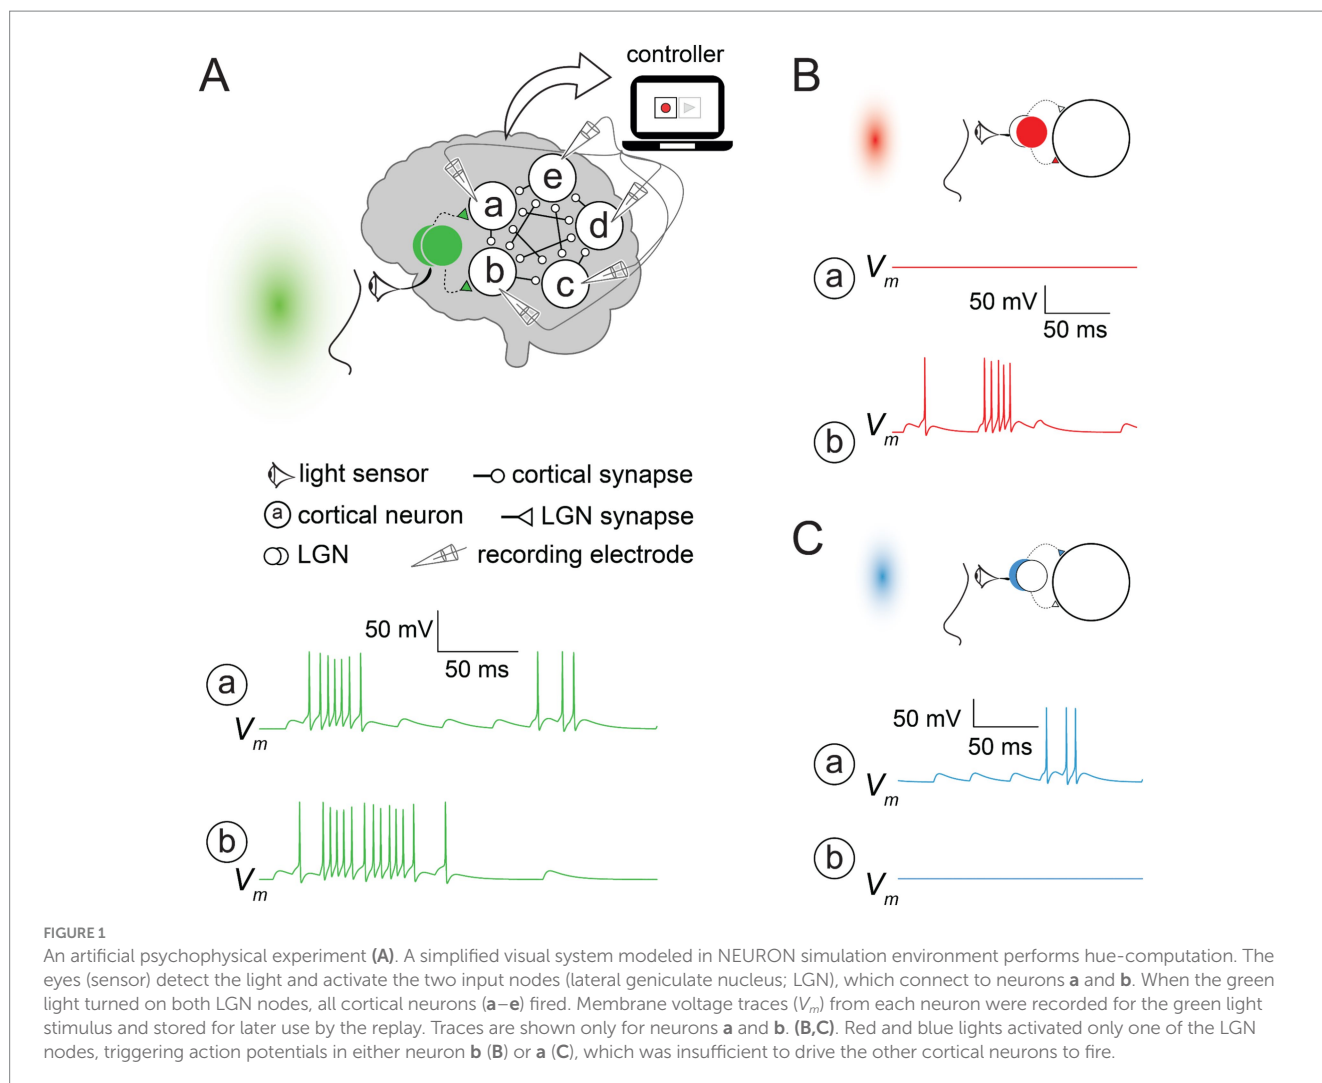 A
controller
e
a
d
b
c
light sensor
cortical synapse
a
cortical neuron
LGN synapse
LGN
recording electrode
50 mV
50 ms
a
Vm
b
Vm
B
a
Vm
50 mV
50 ms
b
Vm
C
50 mV
50 ms
a
Vm
b
Vm
FIGURE 1
An artificial psychophysical experiment (A). A simplified visual system modeled in NEURON simulation environment performs hue-computation. The
eyes (sensor) detect the light and activate the two input nodes (lateral geniculate nucleus; LGN), which connect to neurons a and b. When the green
light turned on both LGN nodes, all cortical neurons (a–e) fired. Membrane voltage traces (Vm) from each neuron were recorded for the green light
stimulus and stored for later use by the replay. Traces are shown only for neurons a and b. (B,C). Red and blue lights activated only one of the LGN
nodes, triggering action potentials in either neuron b (B) or a (C), which was insufficient to drive the other cortical neurons to fire.